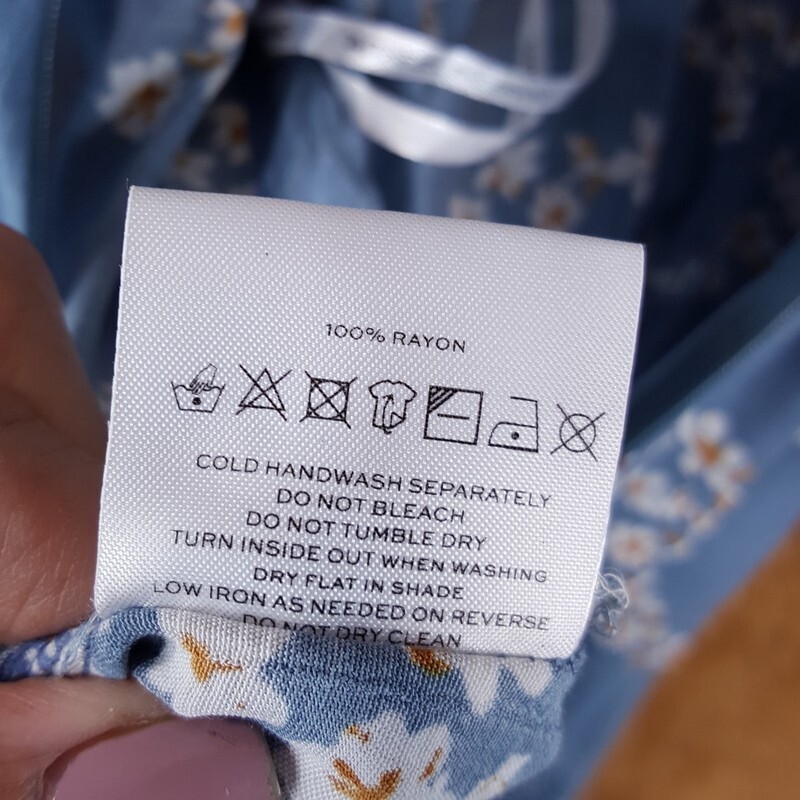 100% RAYON
COLD HANDWASH SEPARATELY
DO NOT BLEACH
DO NOT TUMBLE DRY
TURN INSIDE OUT WHEN WASHING
DRY FLAT IN SHADE
LOW IRON AS NEEDED ON REVERSE
DO NOT DRY CLEAN